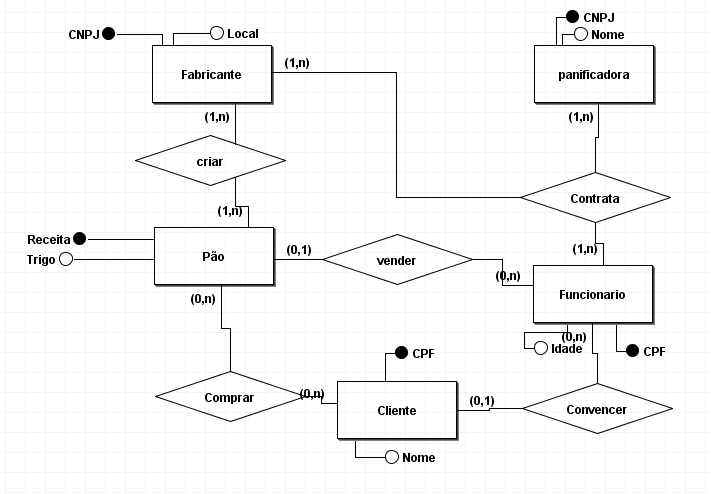 CNPJ
Local
CNPJ
Nome
Fabricante
(1,n)
panificadora
(1,n)
(1,n)
criar
Contrata
(1,n)
Receita
Trigo
Pão
(0,1)
vender
(1,n)
(0,n)
Funcionario
(0,n)
(0,n)
Idade
CPF
CPF
Comprar
(0,n)
Cliente
(0,1)
Convencer
Nome